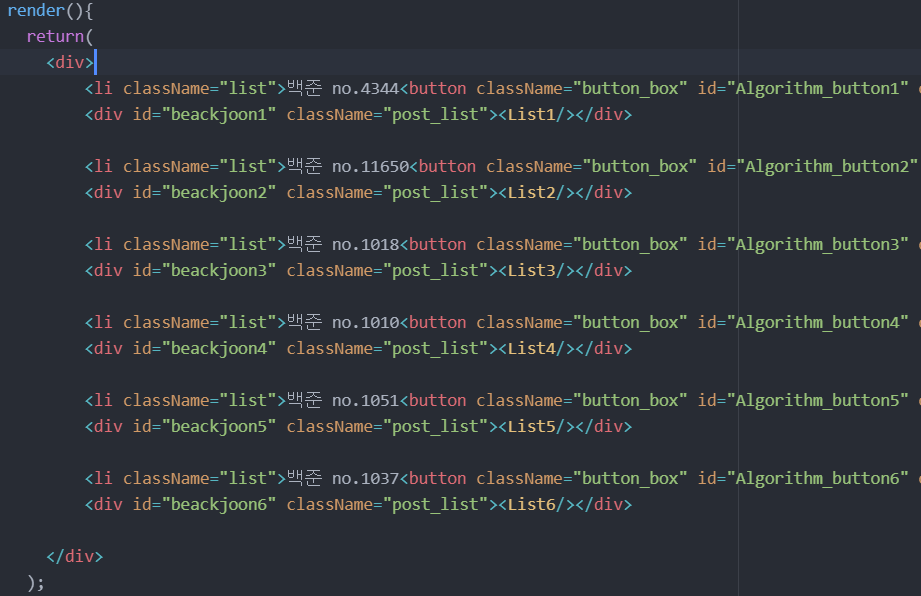 render(){
return(
<div>
<li className="list">백준 no.4344<button className="button_box" id="Algorithm_button1"
<div id="beackjoon1" className="post_list"><List1/></div>
<li className="list">백준 no.11650<button className="button_box" id="Algorithm_button2"
<div id="beackjoon2" className="post_list"><List2/></div>
<li className="list">백준 no.1018<button className="button_box" id="Algorithm_button3"
<div id="beackjoon3" className="post_list"><List3/></div>
<li className="list">백준 no.1010<button className="button_box" id="Algorithm_button4"
<div id="beackjoon4" className="post_list"><List4/></div>
<li className="list">백준 no.1051<button className="button_box" id="Algorithm_button5"
<div id="beackjoon5" className="post_list"><List5/></div>
<li className="list">백준 no.1037<button className="button_box" id="Algorithm_button6"
<div id="beackjoon6" className="post_list"><List6/></div>
</div>
);